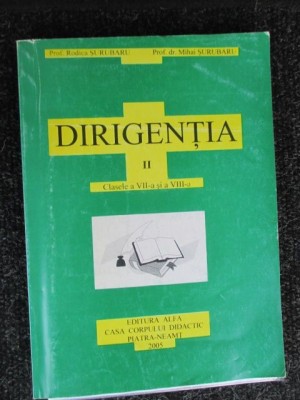 Prof. Rodica ȘURUBARU Prof. dr. Mihai ȘURUBARU
DIRIGENȚIA
II
Clasele a VII-a și a VIII-a
EDITURA ALFA
CASA CORPULUI DIDACTIC
PIATRA-NEAMȚ
2005